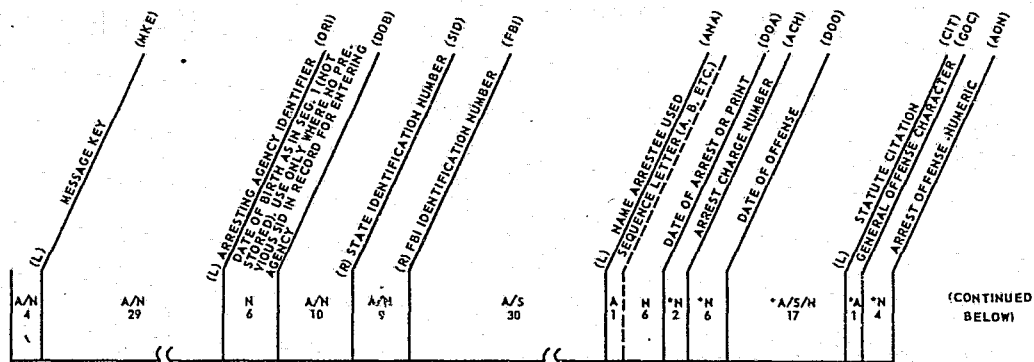 (MKE)
MESSAGE KEY
(L)
(ORI)
(L) ARRESTING AGENCY IDENTIFIER
(DOB)
DATE OF BIRTH AS IN SEG. 1 (NOT
STORED). USE ONLY WHERE NO PRE-
VIOUS SID IN RECORD FOR ENTERING
AGENCY
(SID)
(R) STATE IDENTIFICATION NUMBER
(FBI)
(R) FBI IDENTIFICATION NUMBER
(ANA)
(L) NAME ARRESTEE USED
SEQUENCE LETTER (A, B, ETC.)
(DOA)
DATE OF ARREST OR PRINT
(ACH)
ARREST CHARGE NUMBER
(DOO)
DATE OF OFFENSE
(CIT)
(L) STATUTE CITATION
(GOC)
GENERAL OFFENSE CHARACTER
(AON)
ARREST OFFENSE NUMERIC
A/N A/N N A/N A/N A/S A N *N *N *A/S/N *A *N
4 29 6 10 9 30 1 6 2 6 17 1 4
(CONTINUED
BELOW)